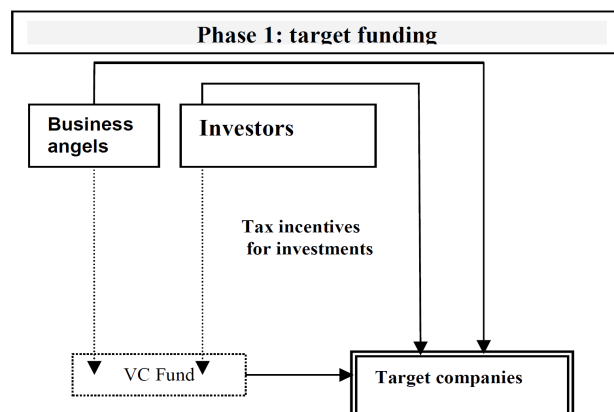 Phase 1: target funding
Business
angels
Investors
Tax incentives
for investments
VC Fund
Target companies